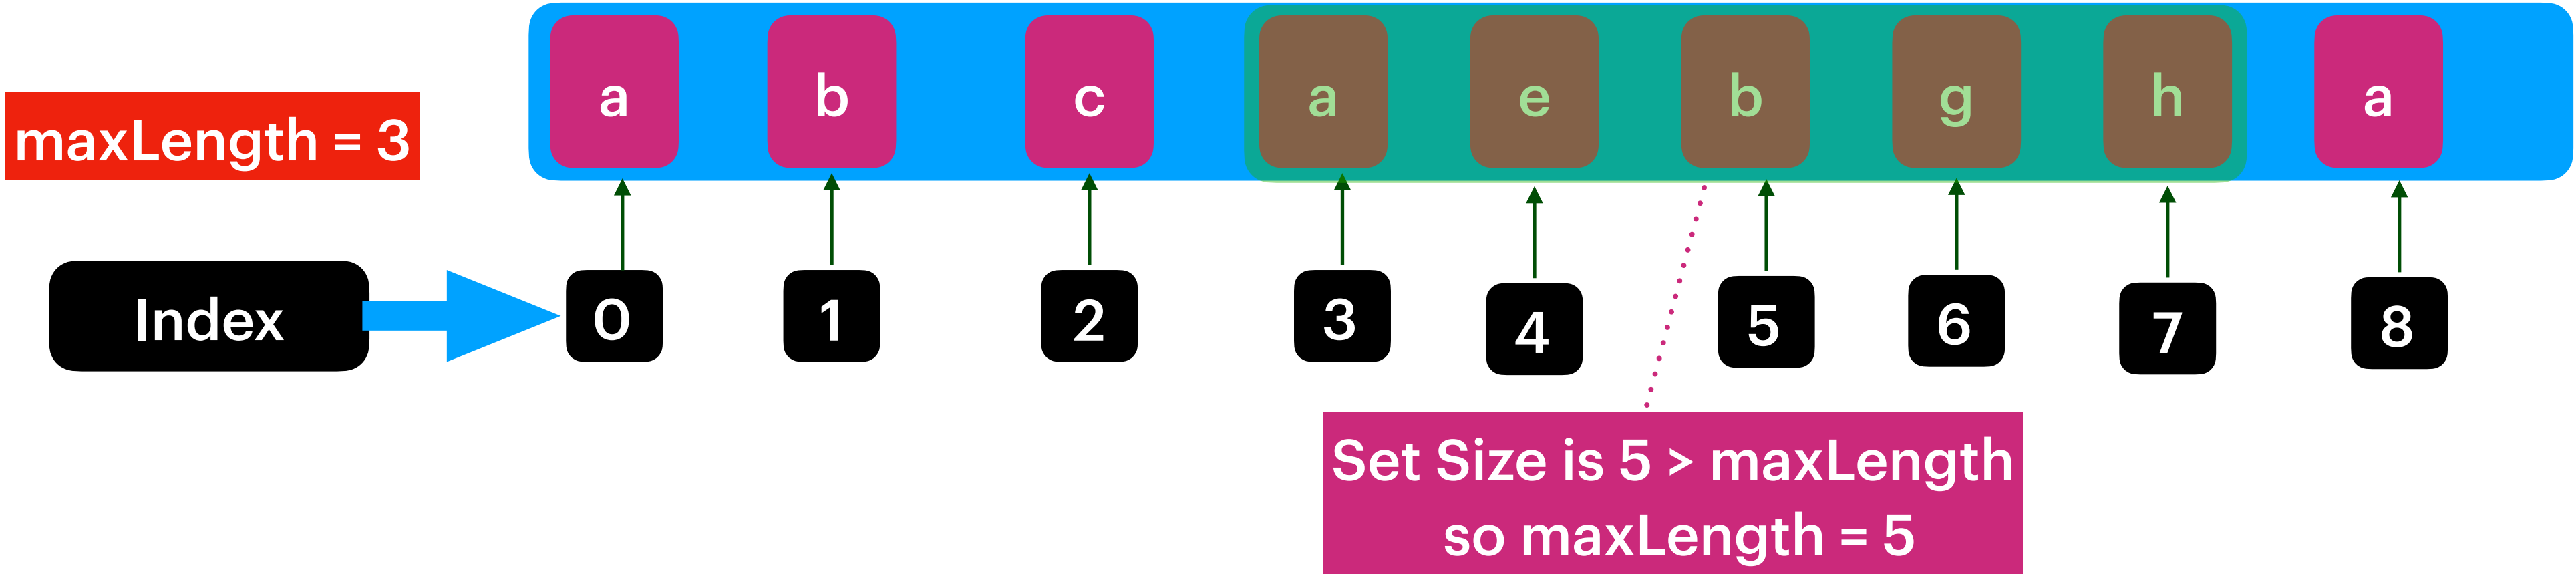 a b c a e b g h a
maxLength = 3
Index 0 1 2 3 4 5 6 7 8
Set Size is 5 > maxLength
so maxLength = 5